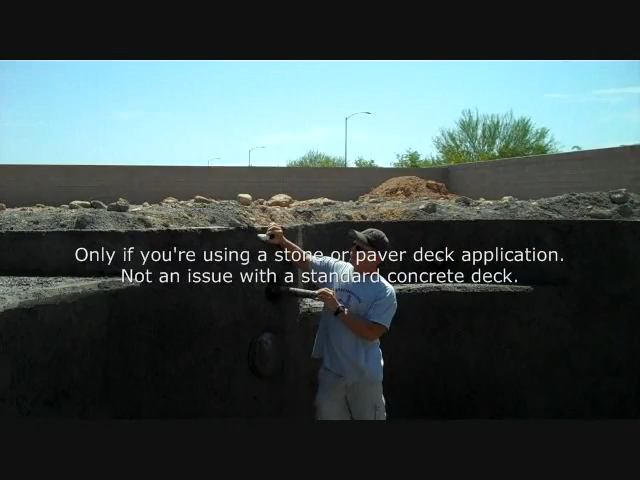 Only if you're using a stone or paver deck application.
Not an issue with a standard concrete deck.